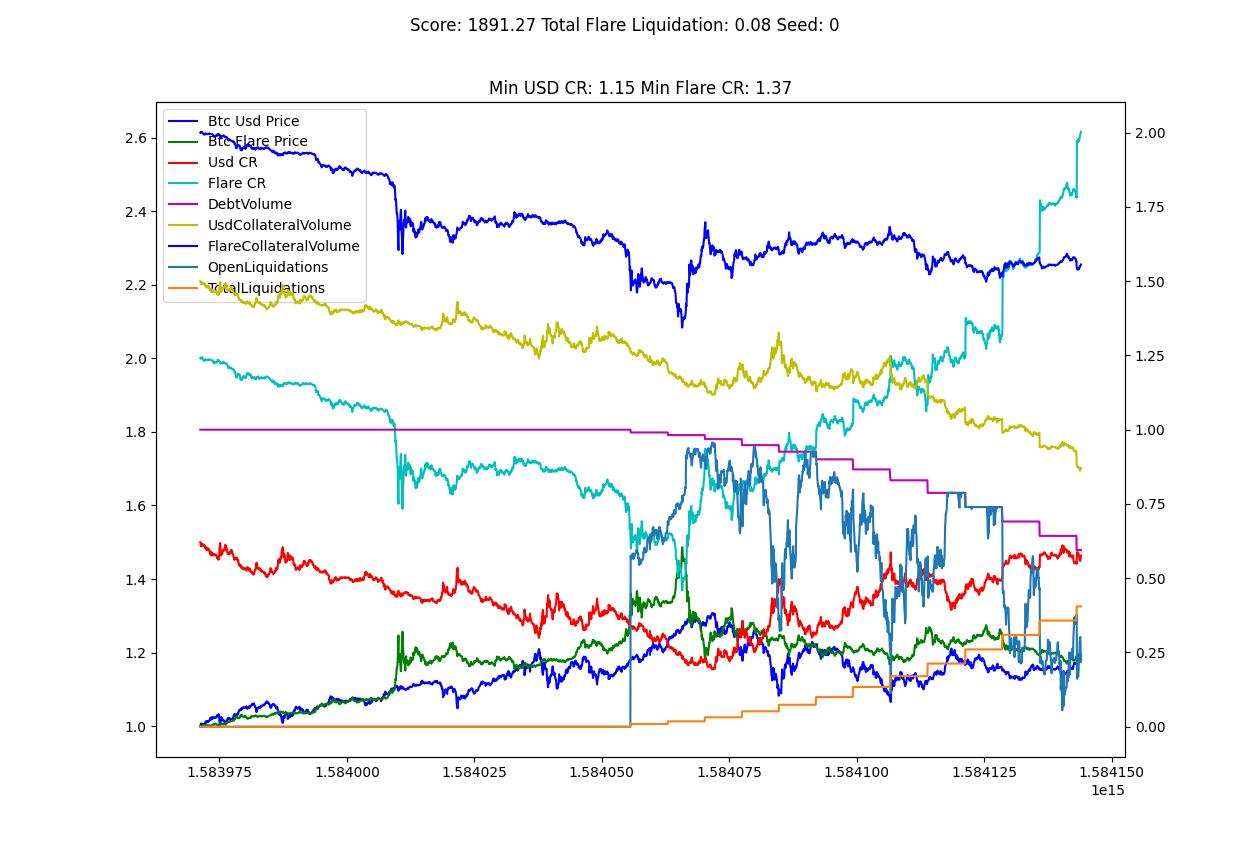 Score: 1891.27 Total Flare Liquidation: 0.08 Seed: 0
Min USD CR: 1.15 Min Flare CR: 1.37
Btc Usd Price
Btc Flare Price
Usd CR
Flare CR
DebtVolume
UsdCollateralVolume
FlareCollateralVolume
OpenLiquidations
TotalLiquidations
2.6
2.4
2.2
2.0
1.8
1.6
1.4
1.2
1.0
2.00
1.75
1.50
1.25
1.00
0.75
0.50
0.25
0.00
1.583975 1.584000 1.584025 1.584050 1.584075 1.584100 1.584125 1.584150
1e15